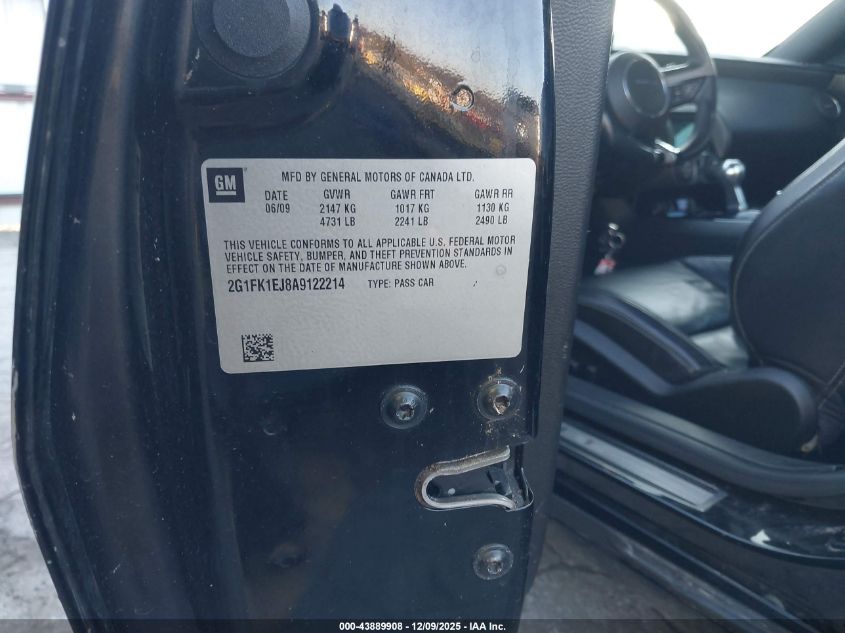 GM
MFD BY GENERAL MOTORS OF CANADA LTD.
DATE GVWR GAWR FRT GAWR RR
06/09 2147 KG 1017 KG 1130 KG
4731 LB 2241 LB 2490 LB
THIS VEHICLE CONFORMS TO ALL APPLICABLE U.S. FEDERAL MOTOR
VEHICLE SAFETY, BUMPER, AND THEFT PREVENTION STANDARDS IN
EFFECT ON THE DATE OF MANUFACTURE SHOWN ABOVE.
2G1FK1EJ8A9122214 TYPE: PASS CAR
000-43889908 - 12/09/2025 - IAA Inc.